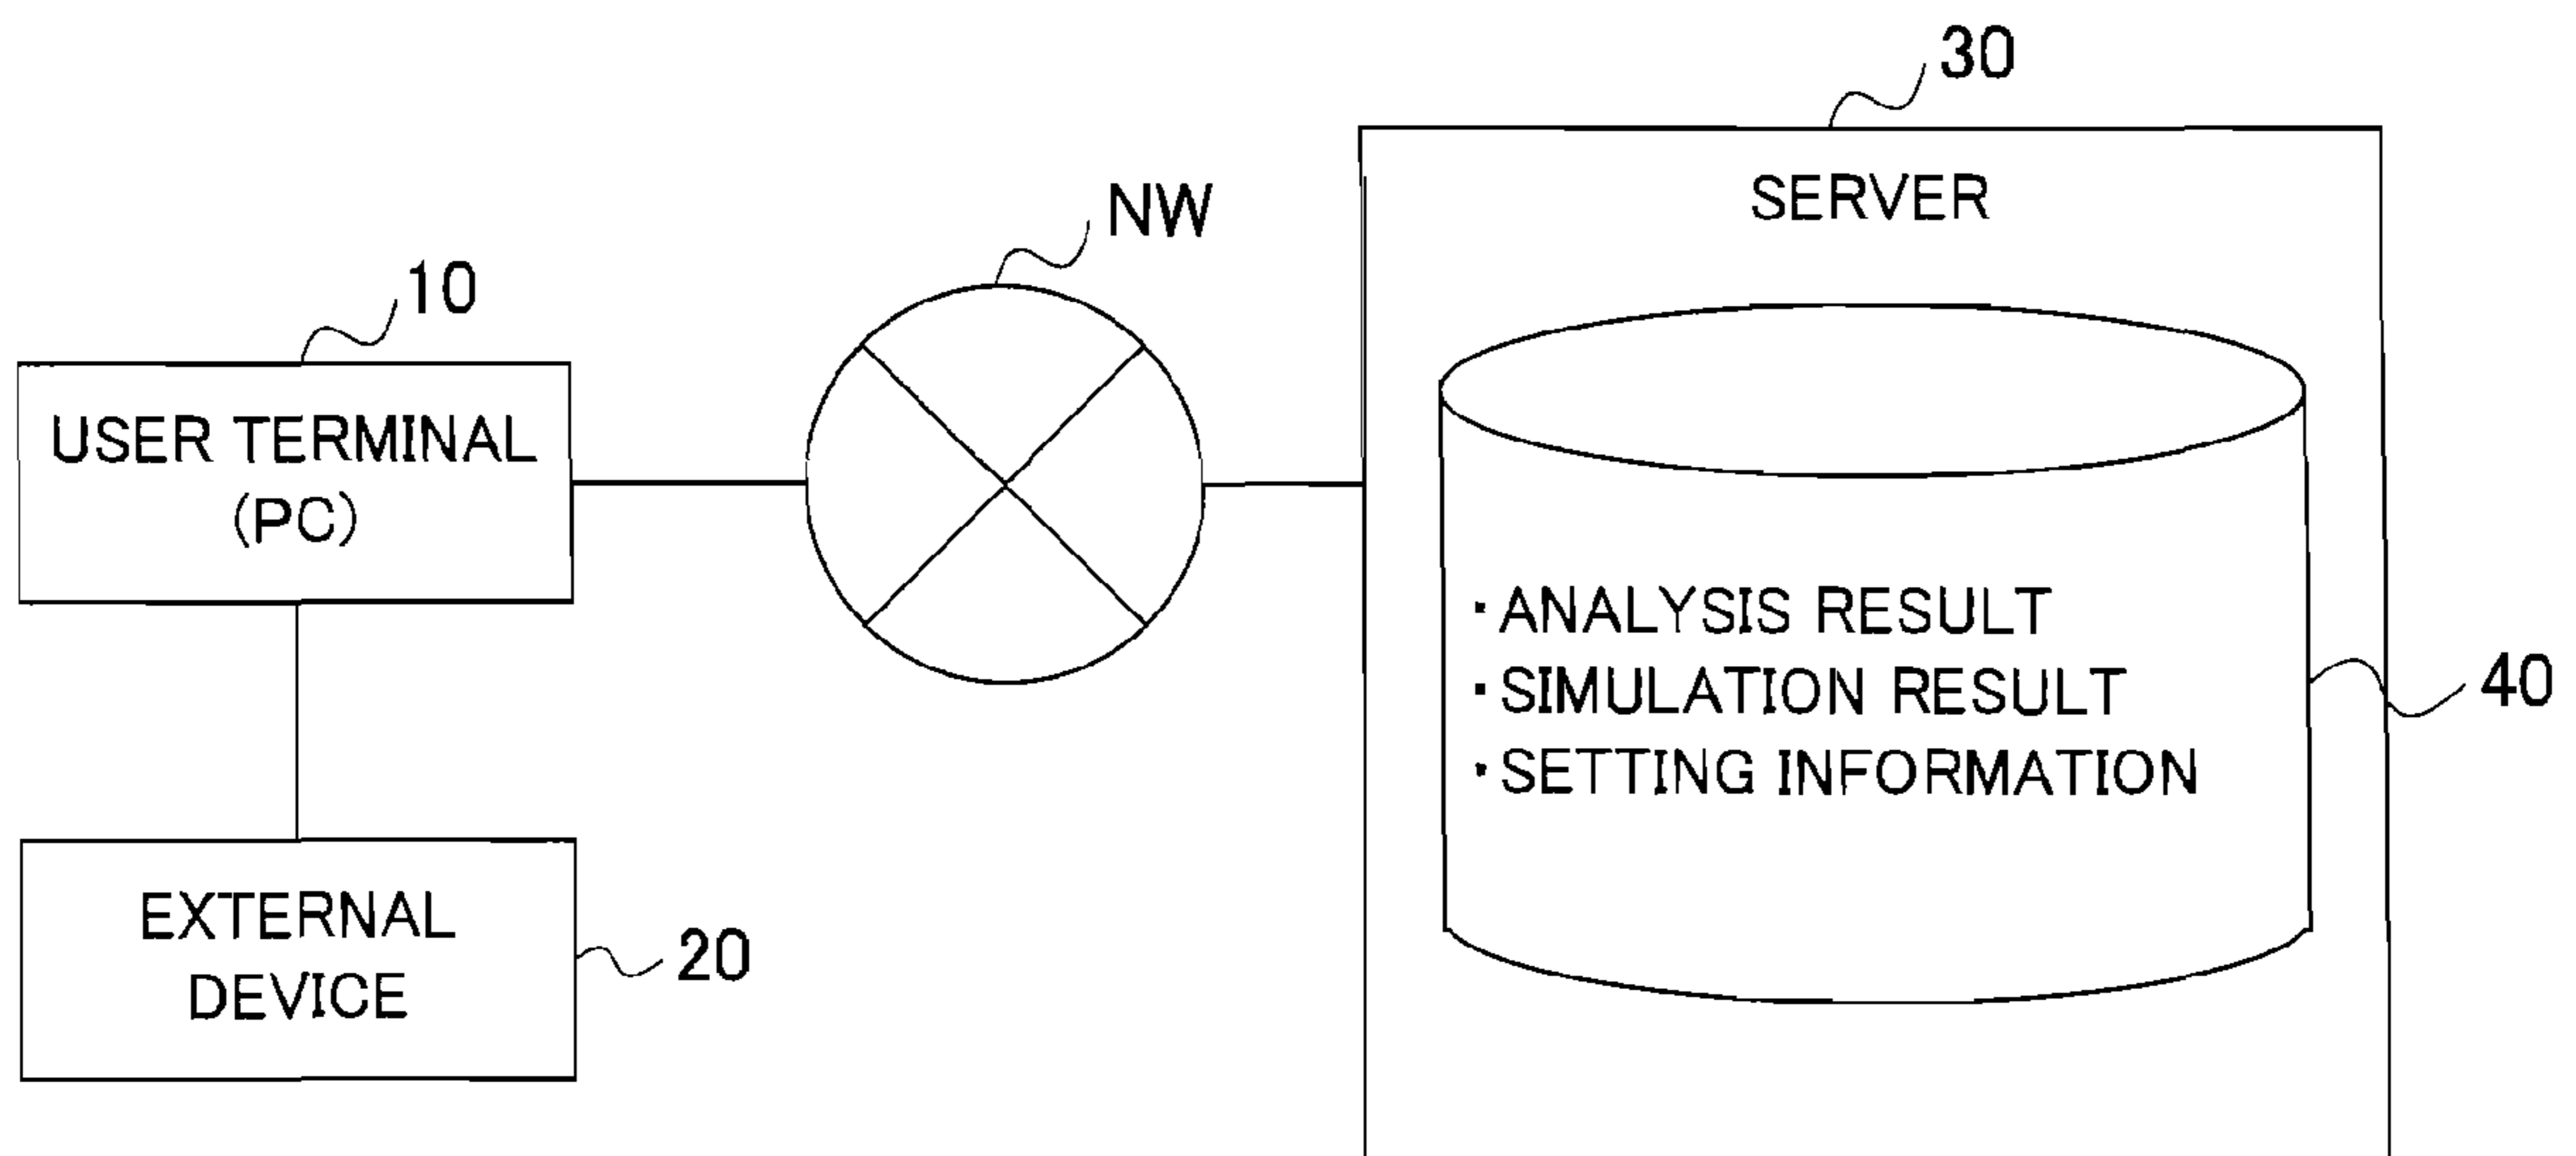 30
SERVER
NW
10
USER TERMINAL
(PC)
・ANALYSIS RESULT
・SIMULATION RESULT
・SETTING INFORMATION
40
EXTERNAL
DEVICE
20